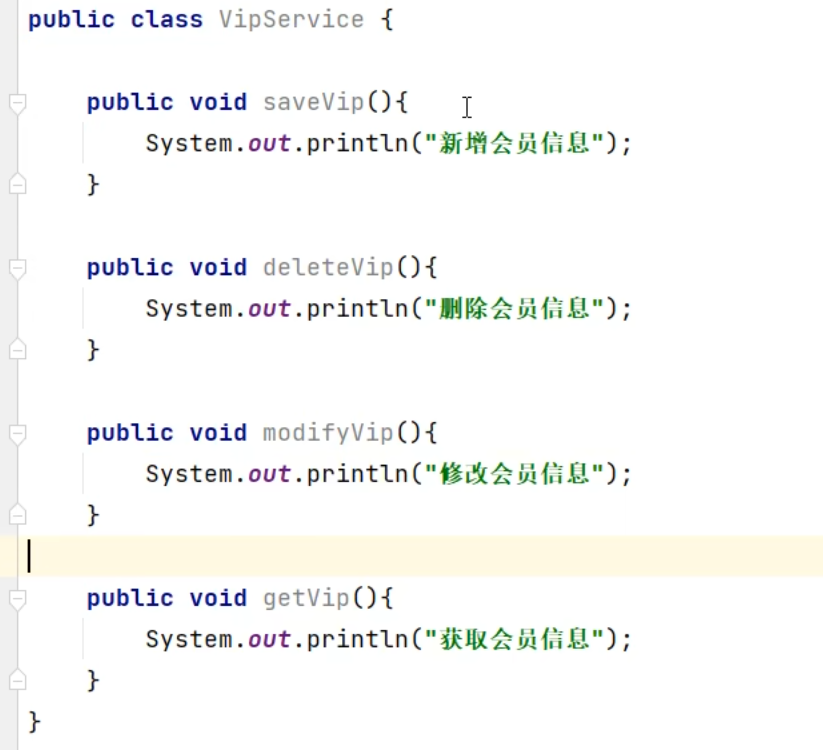 public class VipService {
public void saveVip(){
System.out.println("新增会员信息");
}
public void deleteVip(){
System.out.println("删除会员信息");
}
public void modifyVip(){
System.out.println("修改会员信息");
}
public void getVip(){
System.out.println("获取会员信息");
}
}